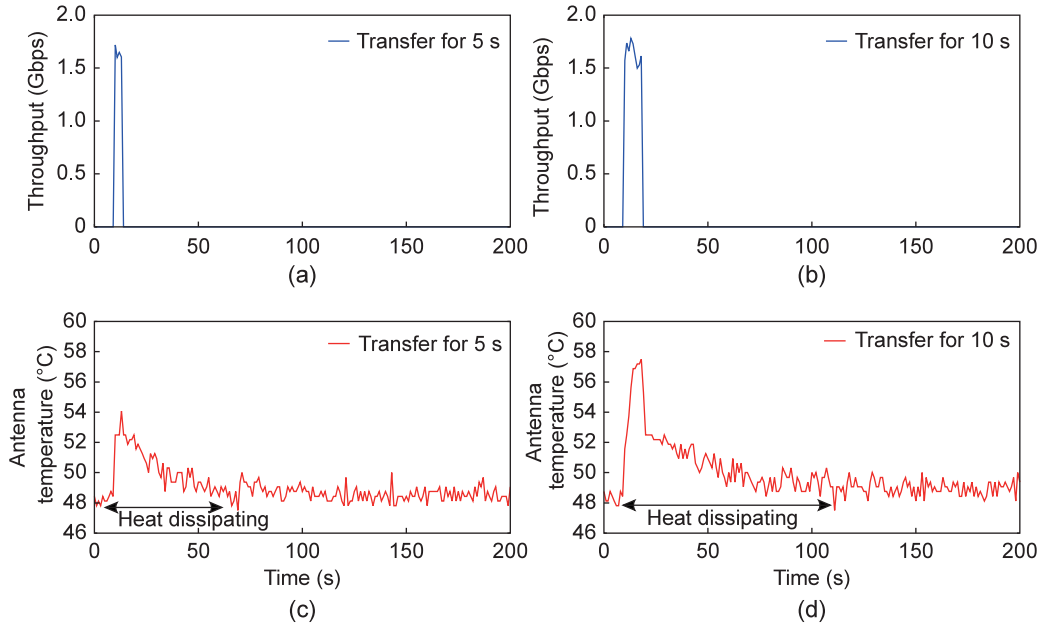 2.0
1.5
1.0
0.5
0
Throughput (Gbps)
Transfer for 5 s
0 50 100 150 200
(a)
2.0
1.5
1.0
0.5
0
Throughput (Gbps)
Transfer for 10 s
0 50 100 150 200
(b)
60
58
56
54
52
50
48
46
Antenna
temperature (°C)
Transfer for 5 s
Heat dissipating
0 50 100 150 200
Time (s)
(c)
60
58
56
54
52
50
48
46
Antenna
temperature (°C)
Transfer for 10 s
Heat dissipating
0 50 100 150 200
Time (s)
(d)